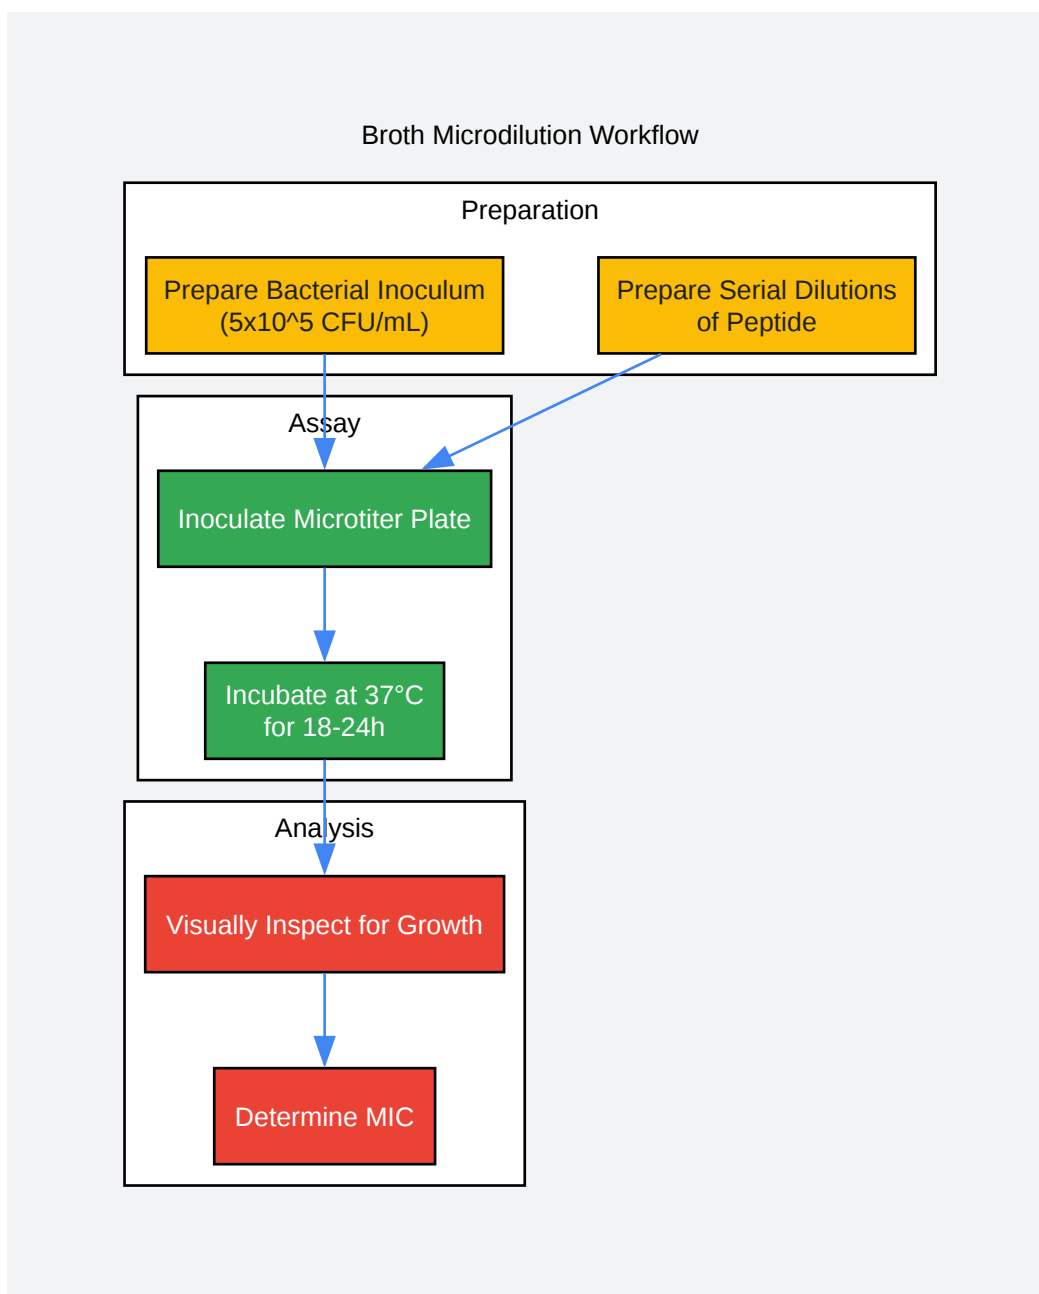 Broth Microdilution Workflow
Preparation
Prepare Bacterial Inoculum
(5x10^5 CFU/mL)
Prepare Serial Dilutions
of Peptide
Assay
Inoculate Microtiter Plate
Incubate at 37°C
for 18-24h
Analysis
Visually Inspect for Growth
Determine MIC